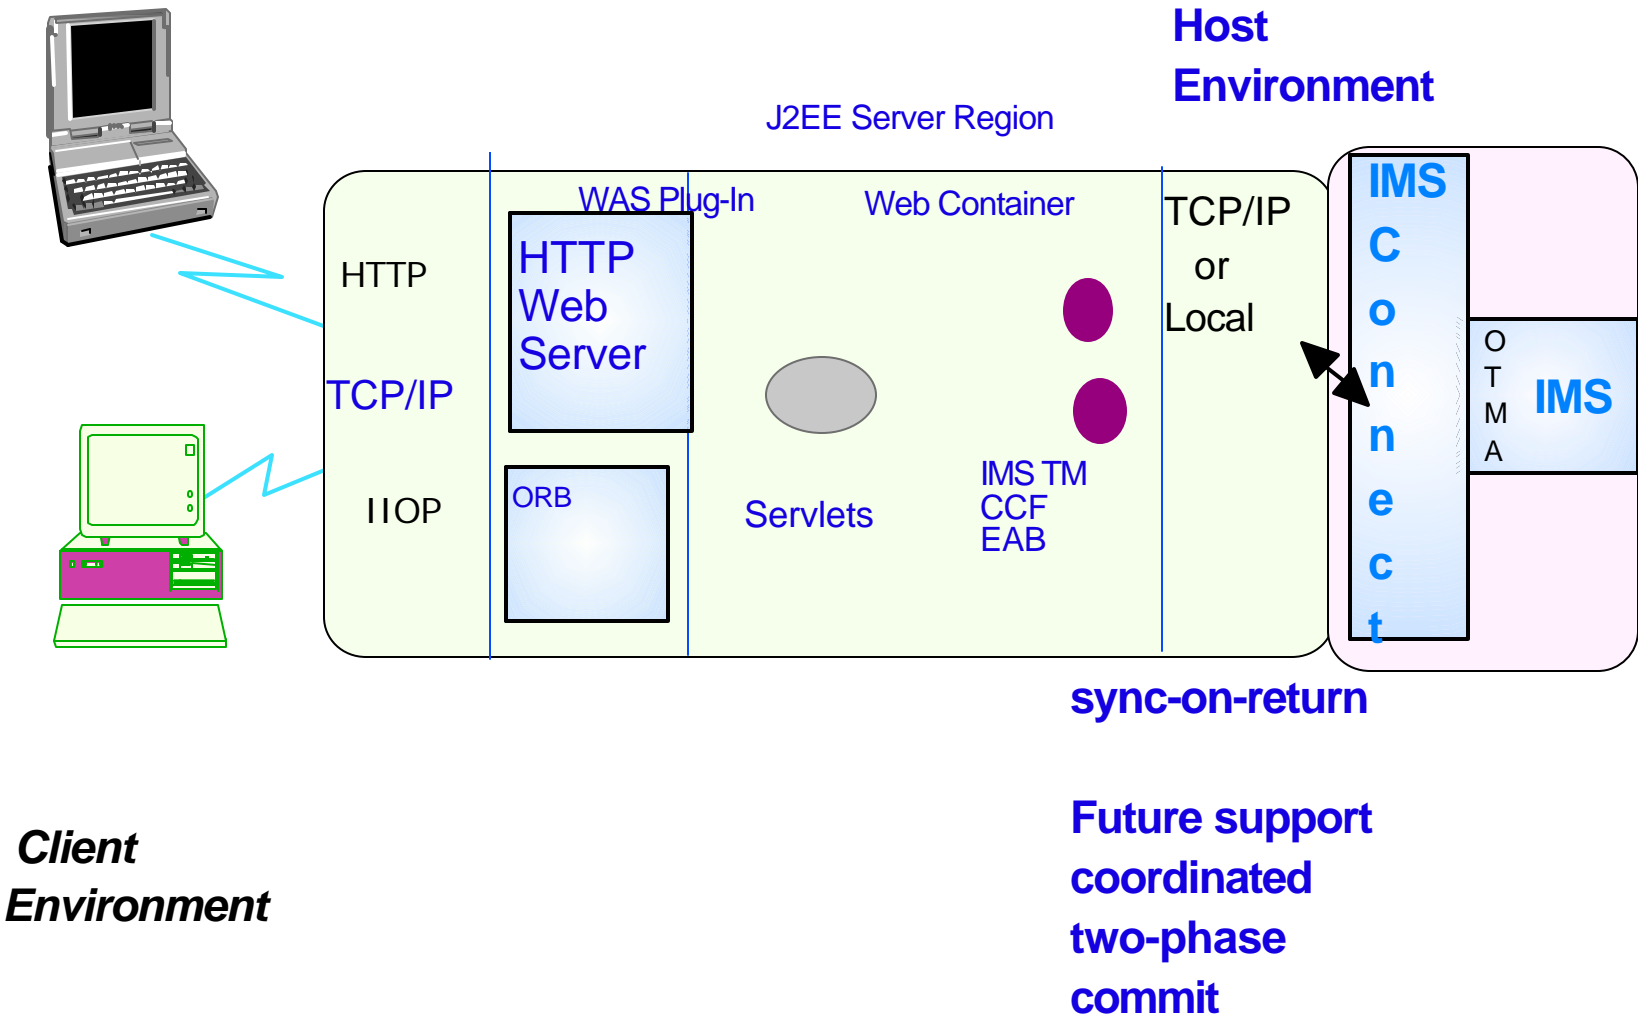 Host
Environment
J2EE Server Region
WAS Plug-In
Web Container
HTTP
TCP/IP
IIOP
HTTP
Web
Server
ORB
Servlets
IMS TM
CCF
EAB
TCP/IP
or
Local
IMS
C
o
n
n
e
c
t
O
T
M
A
IMS
sync-on-return
Future support
coordinated
two-phase
commit
Client
Environment